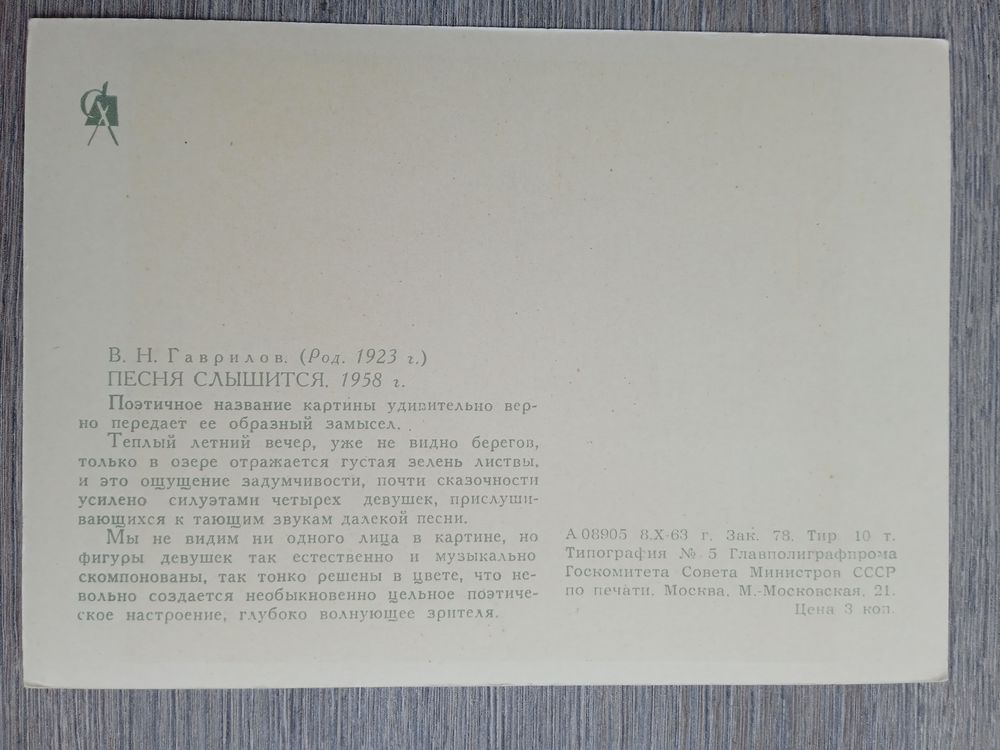 В. Н. Гаврилов. (Род. 1923 г.)
ПЕСНЯ СЛЫШИТСЯ. 1958 г.
Поэтичное название картины удивительно вер-
но передает ее образный замысел.
Теплый летний вечер, уже не видно берегов,
только в озере отражается густая зелень листвы,
и это ощущение задумчивости, почти сказочности
усилено силуэтами четырех девушек, прислуши-
вающихся к тающим звукам далекой песни.
Мы не видим ни одного лица в картине, но
фигуры девушек так естественно и музыкально
скомпонованы, так тонко решены в цвете, что не-
вольно создается необыкновенно цельное поэтиче-
ское настроение, глубоко волнующее зрителя.
А 08905 8.X-63 г. Зак. 78. Тир 10 т.
Типография № 5 Главполиграфпрома
Госкомитета Совета Министров СССР
по печати. Москва, М.-Московская, 21.
Цена 3 коп.